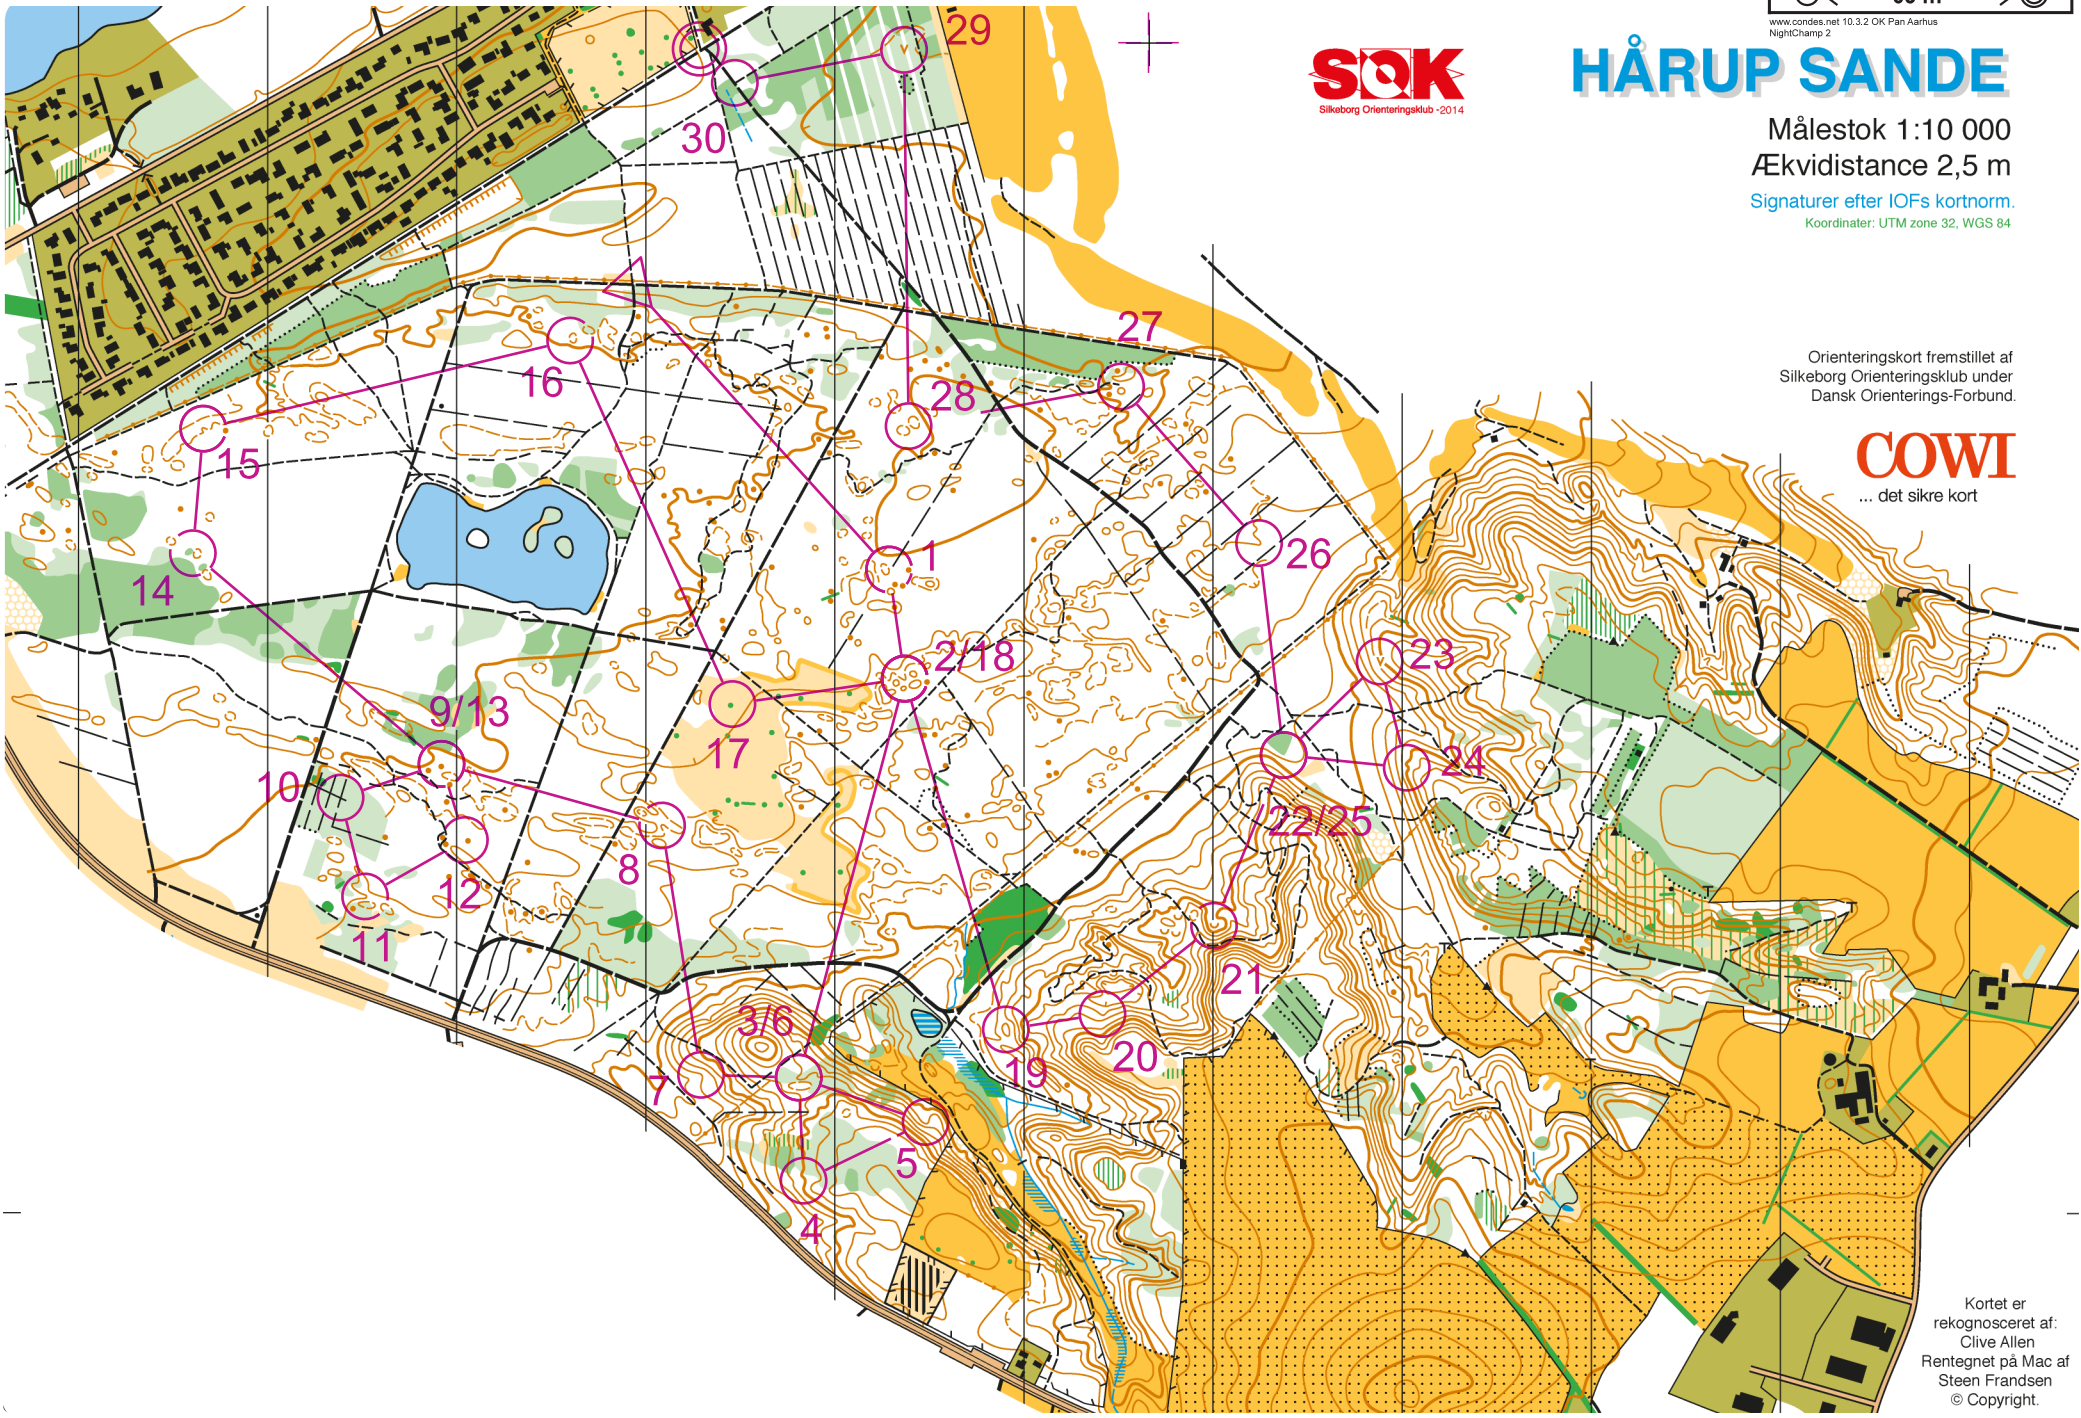 www.condes.net 10.3.2 OK Pan Aarhus
NightChamp 2
SOK
Silkeborg Orienteringsklub -2014
HÅRUP SANDE
Målestok 1:10 000
Ækvidistance 2,5 m
Signaturer efter IOFs kortnorm.
Koordinater: UTM zone 32, WGS 84
Orienteringskort fremstillet af
Silkeborg Orienteringsklub under
Dansk Orienterings-Forbund.
COWI
... det sikre kort
29
30
27
16
28
15
1
26
14
2/18
23
9/13
17
24
10
22/25
8
12
11
21
3/6
20
19
7
5
4
Kortet er
rekognosceret af:
Clive Allen
Rentegnet på Mac af
Steen Frandsen
© Copyright.